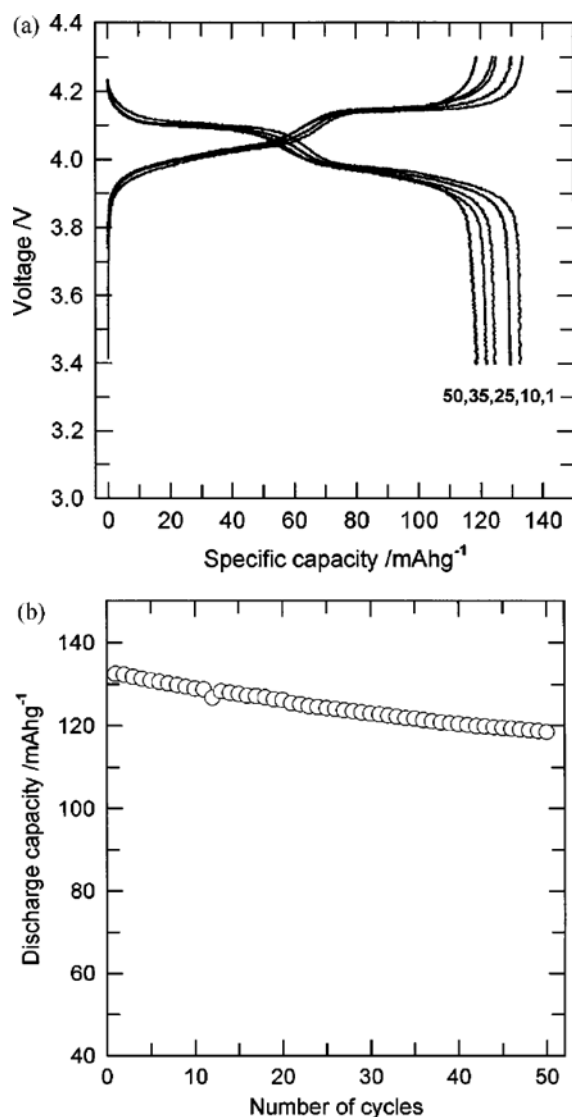 (a)
4.4
4.2
4.0
3.8
3.6
3.4
3.2
3.0
Voltage /V
50,35,25,10,1
0 20 40 60 80 100 120 140
Specific capacity /mAhg⁻¹
(b)
140
120
100
80
60
40
Discharge capacity /mAhg⁻¹
0 10 20 30 40 50
Number of cycles